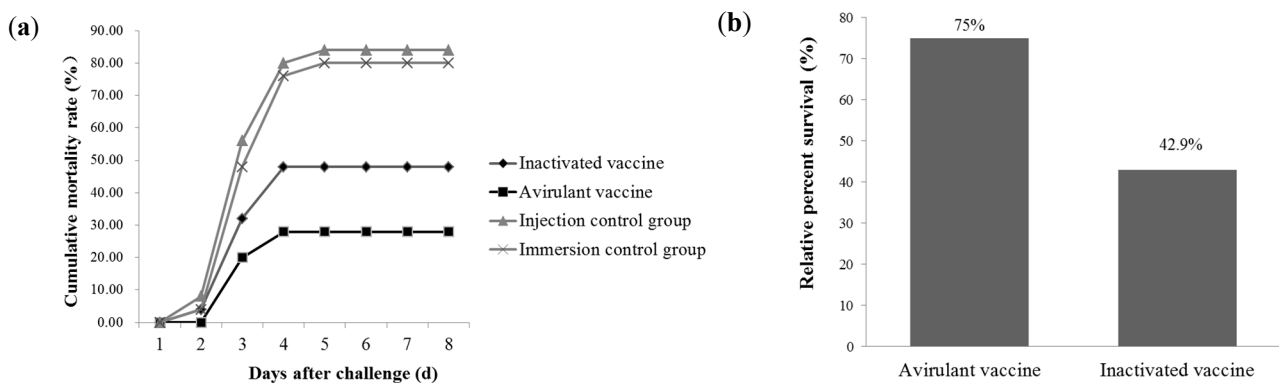 (a)
Cumulative mortality rate (%)
90.00
80.00
70.00
60.00
50.00
40.00
30.00
20.00
10.00
0.00
1 2 3 4 5 6 7 8
Days after challenge (d)
Inactivated vaccine
Avirulant vaccine
Injection control group
Immersion control group
(b)
Relative percent survival (%)
80
70
60
50
40
30
20
10
0
75%
42.9%
Avirulant vaccine Inactivated vaccine